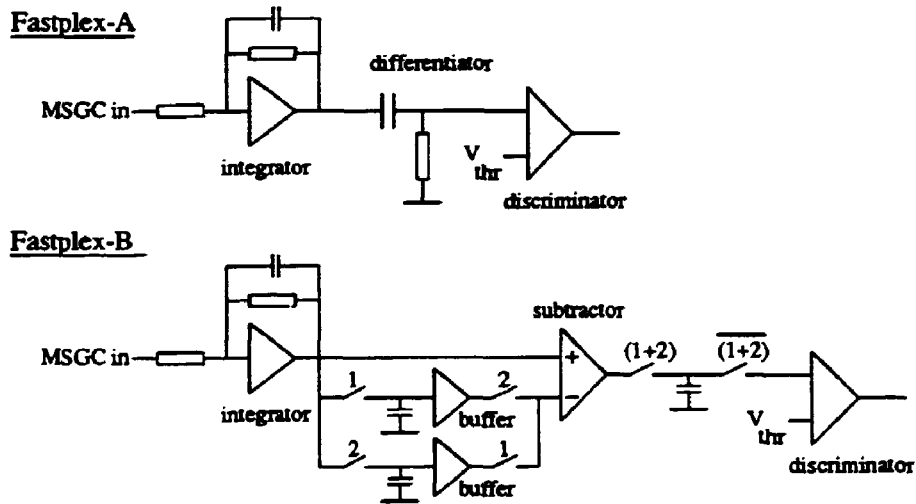 Fastplex-A
differentiator
MSGC in
integrator
V thr
discriminator
Fastplex-B
subtractor
(1+2)
(1+2)
MSGC in
integrator
1
2
buffer
2
1
buffer
+
-
V thr
discriminator